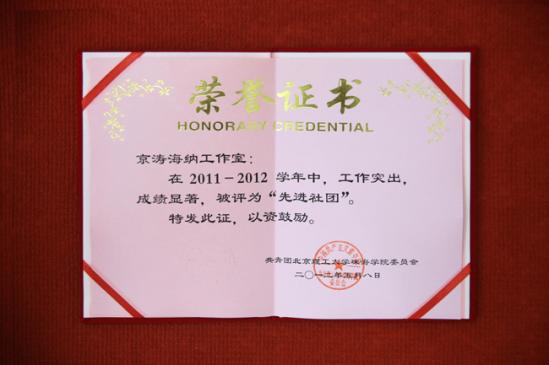 荣誉证书
HONORARY CREDENTIAL
京涛海纳工作室：
在 2011－2012 学年中，工作突出，
成绩显著，被评为“先进社团”。
特发此证，以资鼓励。
共青团北京理工大学珠海学院委员会
二〇一二年五月八日